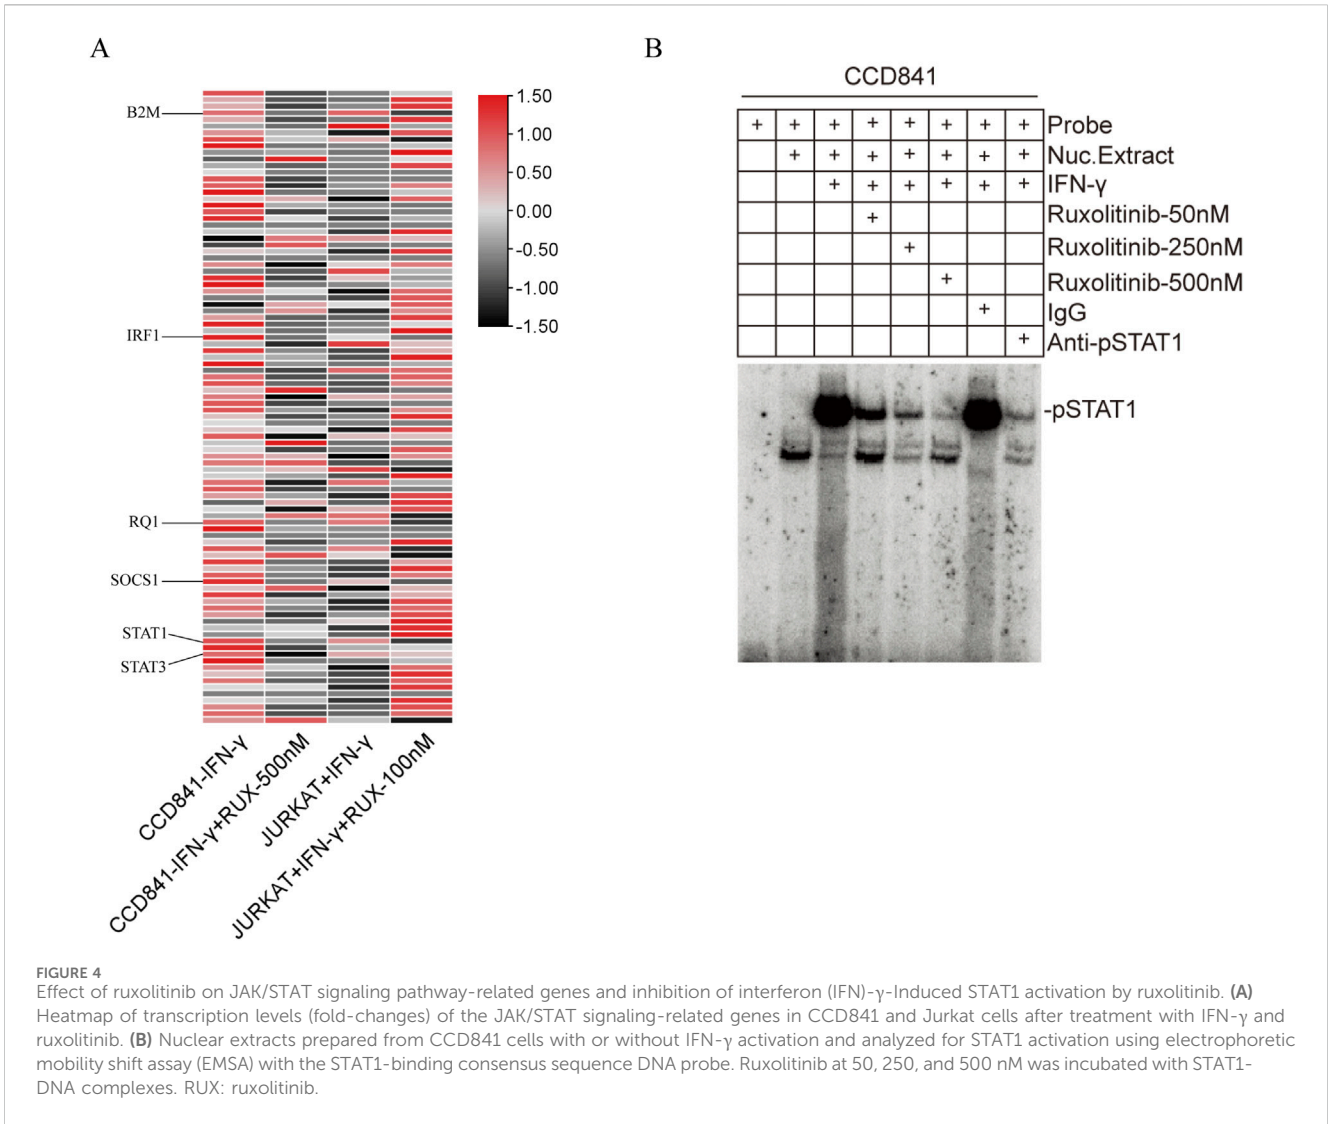 A
B2M
IRF1
RQ1
SOCS1
STAT1
STAT3
1.50
1.00
0.50
0.00
-0.50
-1.00
-1.50
CCD841-IFN-γ
CCD841-IFN-γ+RUX-500nM
JURKAT+IFN-γ
JURKAT+IFN-γ+RUX-100nM
B
CCD841
+ + + + + + + + Probe
+ + + + + + + Nuc.Extract
+ + + + + + IFN-γ
+ Ruxolitinib-50nM
+ Ruxolitinib-250nM
+ Ruxolitinib-500nM
+ IgG
+ Anti-pSTAT1
-pSTAT1
FIGURE 4
Effect of ruxolitinib on JAK/STAT signaling pathway-related genes and inhibition of interferon (IFN)-γ-Induced STAT1 activation by ruxolitinib. (A)
Heatmap of transcription levels (fold-changes) of the JAK/STAT signaling-related genes in CCD841 and Jurkat cells after treatment with IFN-γ and
ruxolitinib. (B) Nuclear extracts prepared from CCD841 cells with or without IFN-γ activation and analyzed for STAT1 activation using electrophoretic
mobility shift assay (EMSA) with the STAT1-binding consensus sequence DNA probe. Ruxolitinib at 50, 250, and 500 nM was incubated with STAT1-
DNA complexes. RUX: ruxolitinib.